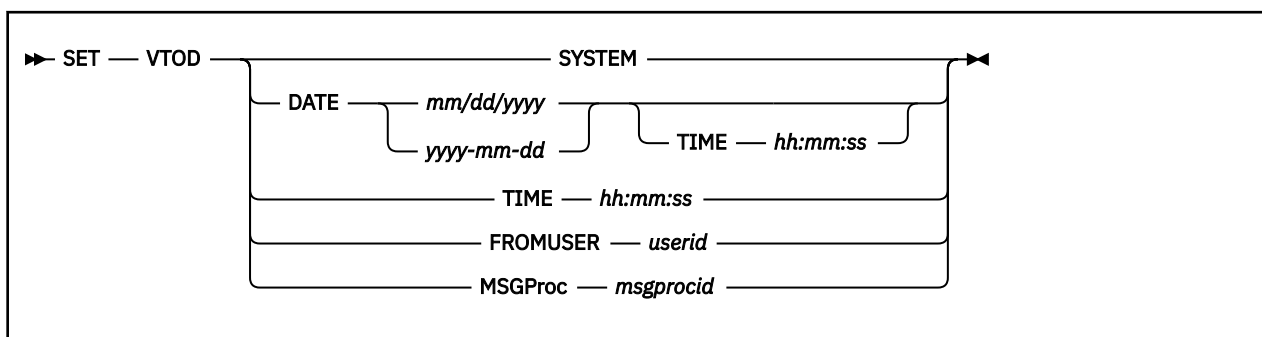 SET VTOD SYSTEM
DATE mm/dd/yyyy
yyyy-mm-dd TIME hh:mm:ss
TIME hh:mm:ss
FROMUSER userid
MSGProc msgprocid